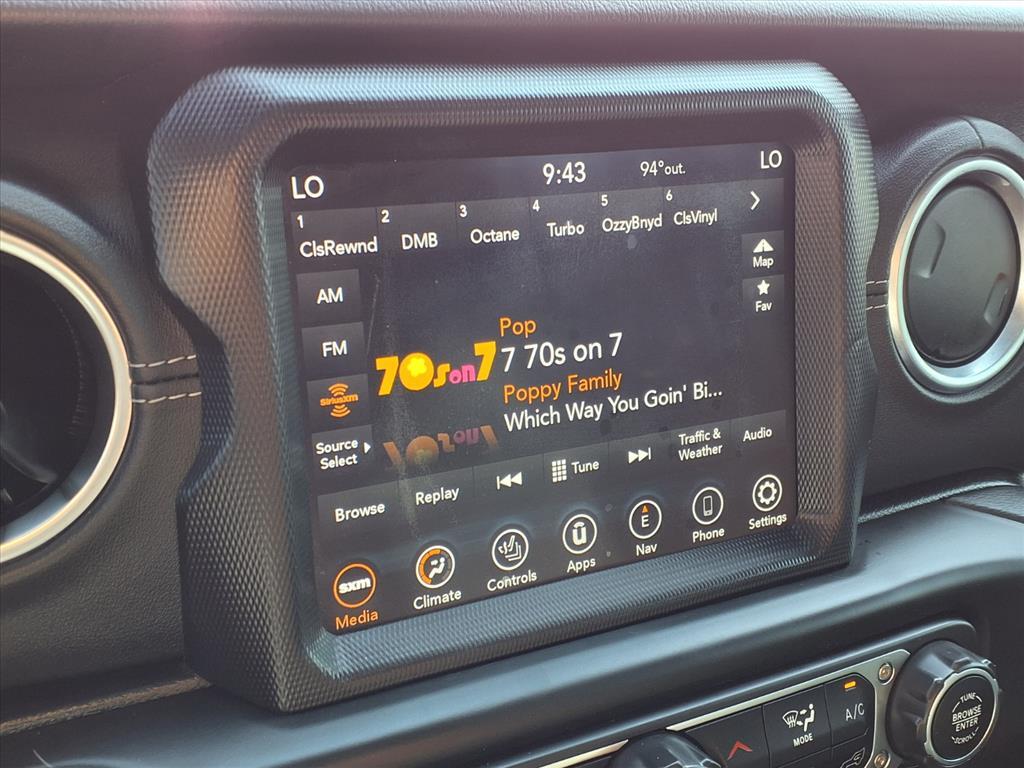 LO 9:43 94°out. LO
1 ClsRewnd 2 DMB 3 Octane 4 Turbo 5 OzzyBnyd 6 ClsVinyl
AM
FM
SiriusXM
Source
Select
Map
Fav
70s on 7
Pop
7 70s on 7
Poppy Family
Which Way You Goin' Bi...
Browse Replay Tune Traffic &
Weather Audio
sxm
Media Climate Controls Apps E Nav Phone Settings
MODE A/C
TUNE
BROWSE
ENTER
SCROLL